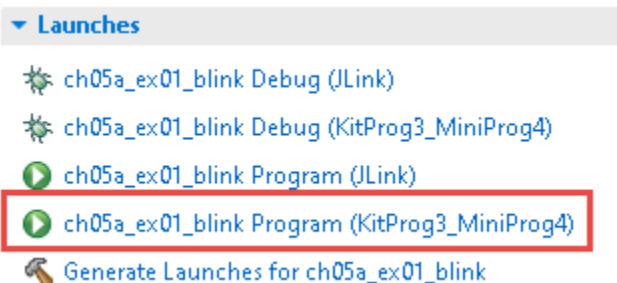 Launches
ch05a_ex01_blink Debug (JLink)
ch05a_ex01_blink Debug (KitProg3_MiniProg4)
ch05a_ex01_blink Program (JLink)
ch05a_ex01_blink Program (KitProg3_MiniProg4)
Generate Launches for ch05a_ex01_blink